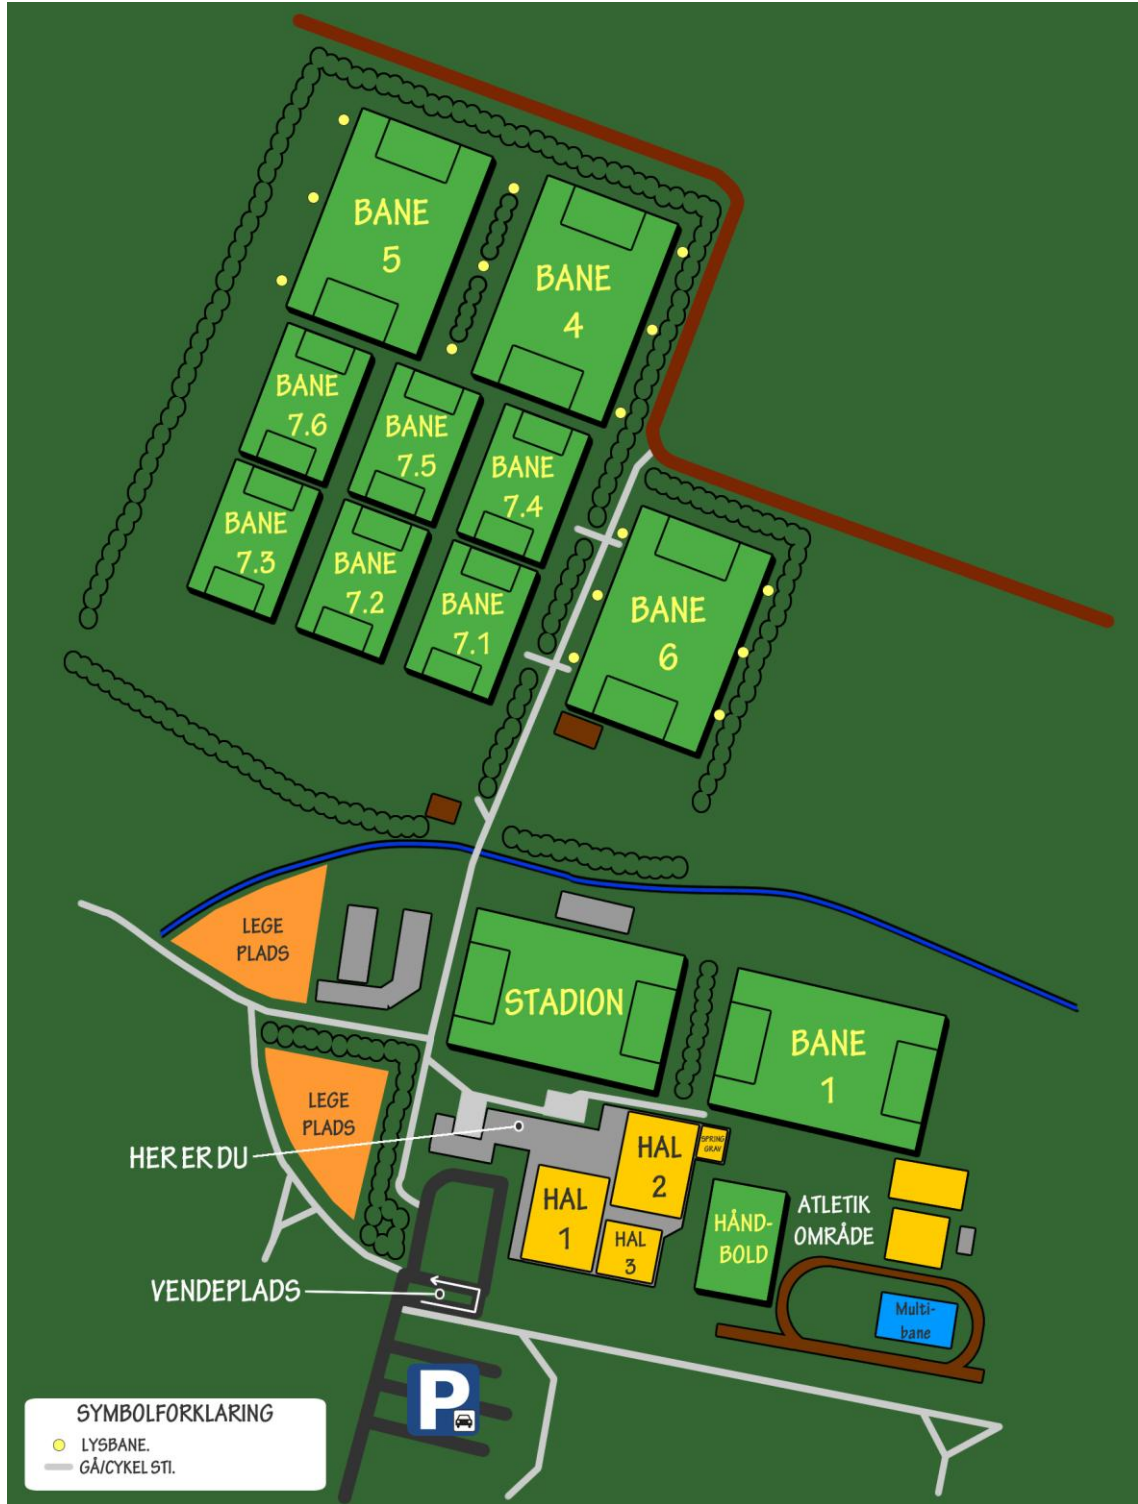 BANE
5
BANE
4
BANE
7.6
BANE
7.5
BANE
7.4
BANE
7.3
BANE
7.2
BANE
7.1
BANE
6
LEGE
PLADS
STADION
BANE
1
LEGE
PLADS
HER ER DU
HAL
2
SPRING
GRAV
HAL
1
HAL
3
HÅND-
BOLD
ATLETIK
OMRÅDE
VENDEPLADS
Multi-
bane
P
SYMBOLFORKLARING
LYSBANE.
GÅ/CYKEL STI.